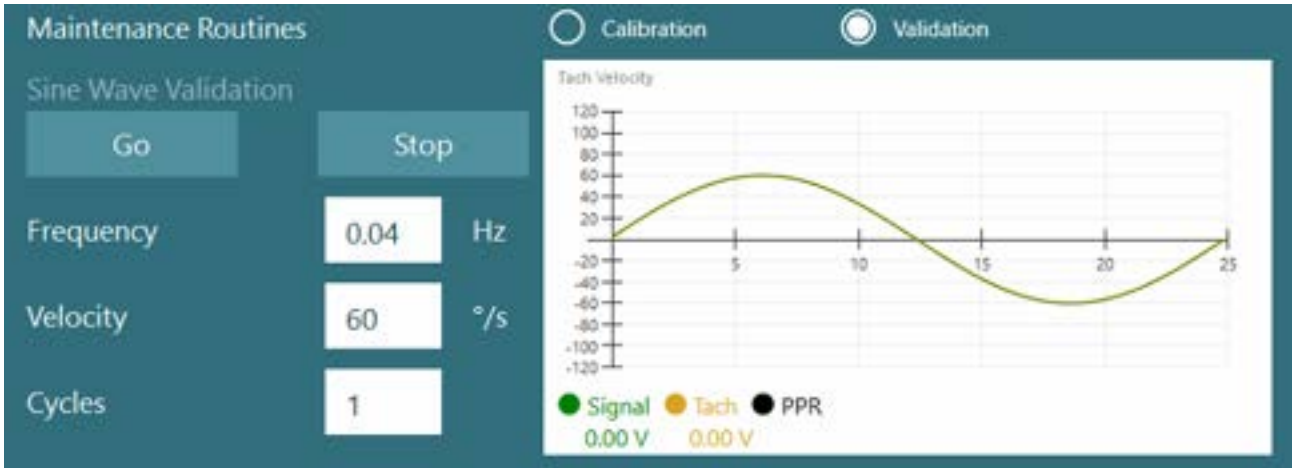 Maintenance Routines
Calibration
Validation
Sine Wave Validation
Go
Stop
Frequency
0.04
Hz
Velocity
60
°/s
Cycles
1
Tach Velocity
120
100
80
60
40
20
-20
-40
-60
-80
-100
-120
5
10
15
20
25
Signal
Tach
PPR
0.00 V
0.00 V